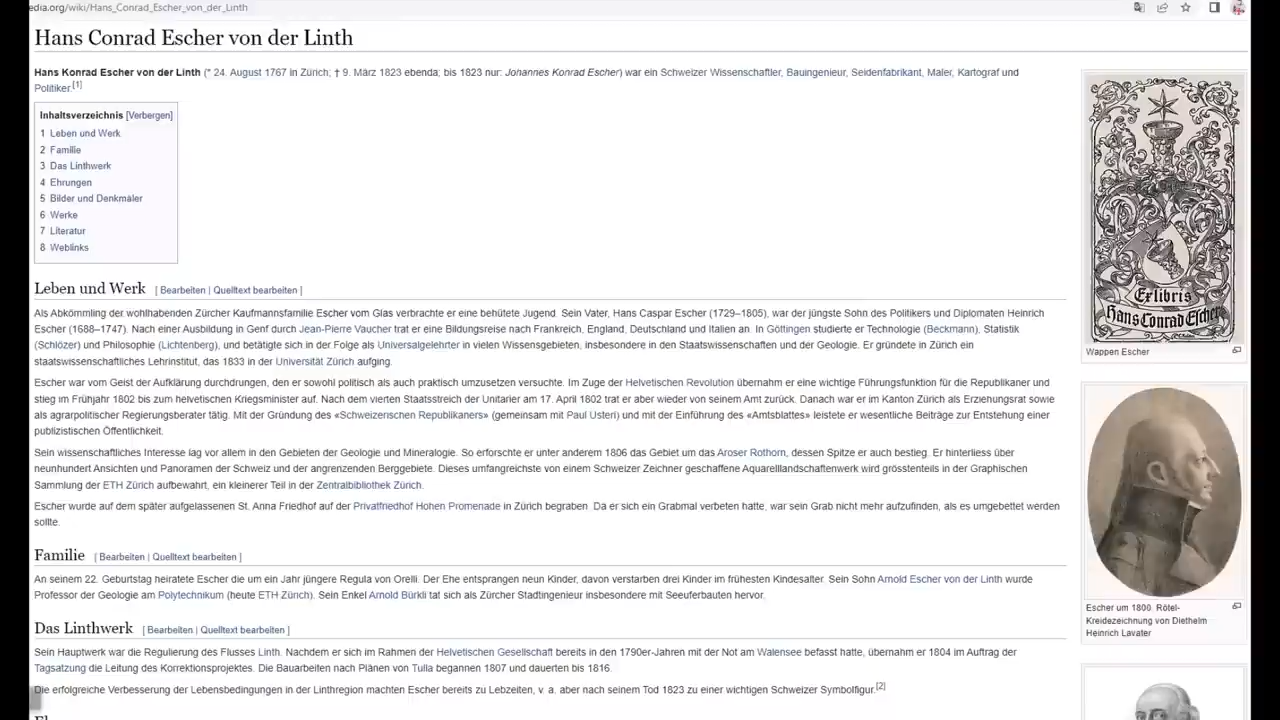 edia.org/wiki/Hans_Conrad_Escher_von_der_Linth
Hans Conrad Escher von der Linth
Hans Konrad Escher von der Linth (* 24. August 1767 in Zürich; † 9. März 1823 ebenda; bis 1823 nur: Johannes Konrad Escher) war ein Schweizer Wissenschaftler, Bauingenieur, Seidenfabrikant, Maler, Kartograf und
Politiker.[1]
Inhaltsverzeichnis [Verbergen]
1 Leben und Werk
2 Familie
3 Das Linthwerk
4 Ehrungen
5 Bilder und Denkmäler
6 Werke
7 Literatur
8 Weblinks
Exlibris
Hans Conrad Escher
Wappen Escher
Leben und Werk [ Bearbeiten | Quelltext bearbeiten ]
Als Abkömmling der wohlhabenden Zürcher Kaufmannsfamilie Escher vom Glas verbrachte er eine behütete Jugend. Sein Vater, Hans Caspar Escher (1729–1805), war der jüngste Sohn des Politikers und Diplomaten Heinrich
Escher (1688–1747). Nach einer Ausbildung in Genf durch Jean-Pierre Vaucher trat er eine Bildungsreise nach Frankreich, England, Deutschland und Italien an. In Göttingen studierte er Technologie (Beckmann), Statistik
(Schlözer) und Philosophie (Lichtenberg), und betätigte sich in der Folge als Universalgelehrter in vielen Wissensgebieten, insbesondere in den Staatswissenschaften und der Geologie. Er gründete in Zürich ein
staatswissenschaftliches Lehrinstitut, das 1833 in der Universität Zürich aufging.
Escher war vom Geist der Aufklärung durchdrungen, den er sowohl politisch als auch praktisch umzusetzen versuchte. Im Zuge der Helvetischen Revolution übernahm er eine wichtige Führungsfunktion für die Republikaner und
stieg im Frühjahr 1802 bis zum helvetischen Kriegsminister auf. Nach dem vierten Staatsstreich der Unitarier am 17. April 1802 trat er aber wieder von seinem Amt zurück. Danach war er im Kanton Zürich als Erziehungsrat sowie
als agrarpolitischer Regierungsberater tätig. Mit der Gründung des «Schweizerischen Republikaners» (gemeinsam mit Paul Usteri) und mit der Einführung des «Amtsblattes» leistete er wesentliche Beiträge zur Entstehung einer
publizistischen Öffentlichkeit.
Sein wissenschaftliches Interesse lag vor allem in den Gebieten der Geologie und Mineralogie. So erforschte er unter anderem 1806 das Gebiet um das Aroser Rothorn, dessen Spitze er auch bestieg. Er hinterliess über
neunhundert Ansichten und Panoramen der Schweiz und der angrenzenden Berggebiete. Dieses umfangreichste von einem Schweizer Zeichner geschaffene Aquarelllandschaftenwerk wird grösstenteils in der Graphischen
Sammlung der ETH Zürich aufbewahrt, ein kleinerer Teil in der Zentralbibliothek Zürich.
Escher wurde auf dem später aufgelassenen St. Anna Friedhof auf der Privatfriedhof Hohen Promenade in Zürich begraben. Da er sich ein Grabmal verbeten hatte, war sein Grab nicht mehr aufzufinden, als es umgebettet werden
sollte.
Familie [ Bearbeiten | Quelltext bearbeiten ]
An seinem 22. Geburtstag heiratete Escher die um ein Jahr jüngere Regula von Orelli. Der Ehe entsprangen neun Kinder, davon verstarben drei Kinder im frühesten Kindesalter. Sein Sohn Arnold Escher von der Linth wurde
Professor der Geologie am Polytechnikum (heute ETH Zürich). Sein Enkel Arnold Bürkli tat sich als Zürcher Stadtingenieur insbesondere mit Seeuferbauten hervor.
Escher um 1800. Rötel-
Kreidezeichnung von Diethelm
Heinrich Lavater
Das Linthwerk [ Bearbeiten | Quelltext bearbeiten ]
Sein Hauptwerk war die Regulierung des Flusses Linth. Nachdem er sich im Rahmen der Helvetischen Gesellschaft bereits in den 1790er-Jahren mit der Not am Walensee befasst hatte, übernahm er 1804 im Auftrag der
Tagsatzung die Leitung des Korrektionsprojektes. Die Bauarbeiten nach Plänen von Tulla begannen 1807 und dauerten bis 1816.
Die erfolgreiche Verbesserung der Lebensbedingungen in der Linthregion machten Escher bereits zu Lebzeiten, v. a. aber nach seinem Tod 1823 zu einer wichtigen Schweizer Symbolfigur.[2]